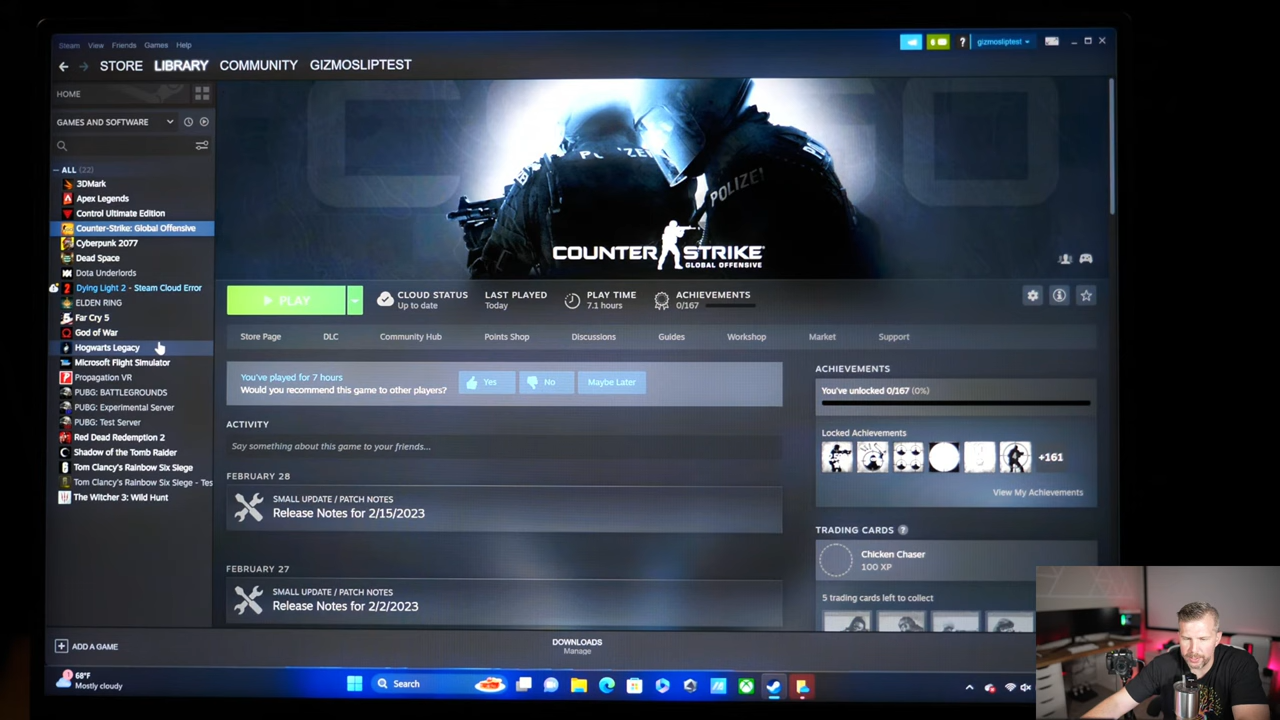 Steam View Friends Games Help
gizmosliptest
STORE LIBRARY COMMUNITY GIZMOSLIPTEST
HOME
GAMES AND SOFTWARE
ALL (22)
3DMark
Apex Legends
Control Ultimate Edition
Counter-Strike: Global Offensive
Cyberpunk 2077
Dead Space
Dota Underlords
Dying Light 2 - Steam Cloud Error
ELDEN RING
Far Cry 5
God of War
Hogwarts Legacy
Microsoft Flight Simulator
Propagation VR
PUBG: BATTLEGROUNDS
PUBG: Experimental Server
PUBG: Test Server
Red Dead Redemption 2
Shadow of the Tomb Raider
Tom Clancy's Rainbow Six Siege
Tom Clancy's Rainbow Six Siege - Tes
The Witcher 3: Wild Hunt
ADD A GAME
POLIZEI
COUNTER STRIKE
GLOBAL OFFENSIVE
PLAY
CLOUD STATUS
Up to date
LAST PLAYED
Today
PLAY TIME
7.1 hours
ACHIEVEMENTS
0/167
Store Page DLC Community Hub Points Shop Discussions Guides Workshop Market Support
You've played for 7 hours
Would you recommend this game to other players?
Yes No Maybe Later
ACTIVITY
Say something about this game to your friends...
FEBRUARY 28
SMALL UPDATE / PATCH NOTES
Release Notes for 2/15/2023
FEBRUARY 27
SMALL UPDATE / PATCH NOTES
Release Notes for 2/2/2023
ACHIEVEMENTS
You've unlocked 0/167 (0%)
Locked Achievements
+161
View My Achievements
TRADING CARDS
Chicken Chaser
100 XP
5 trading cards left to collect
DOWNLOADS
Manage
68°F
Mostly cloudy
Search